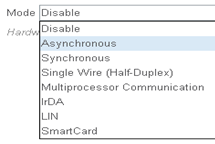 Mode Disable
Disable
Hardw
Asynchronous
Synchronous
Single Wire (Half-Duplex)
Multiprocessor Communication
IrDA
LIN
SmartCard